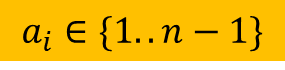 aᵢ ∈ {1..n − 1}